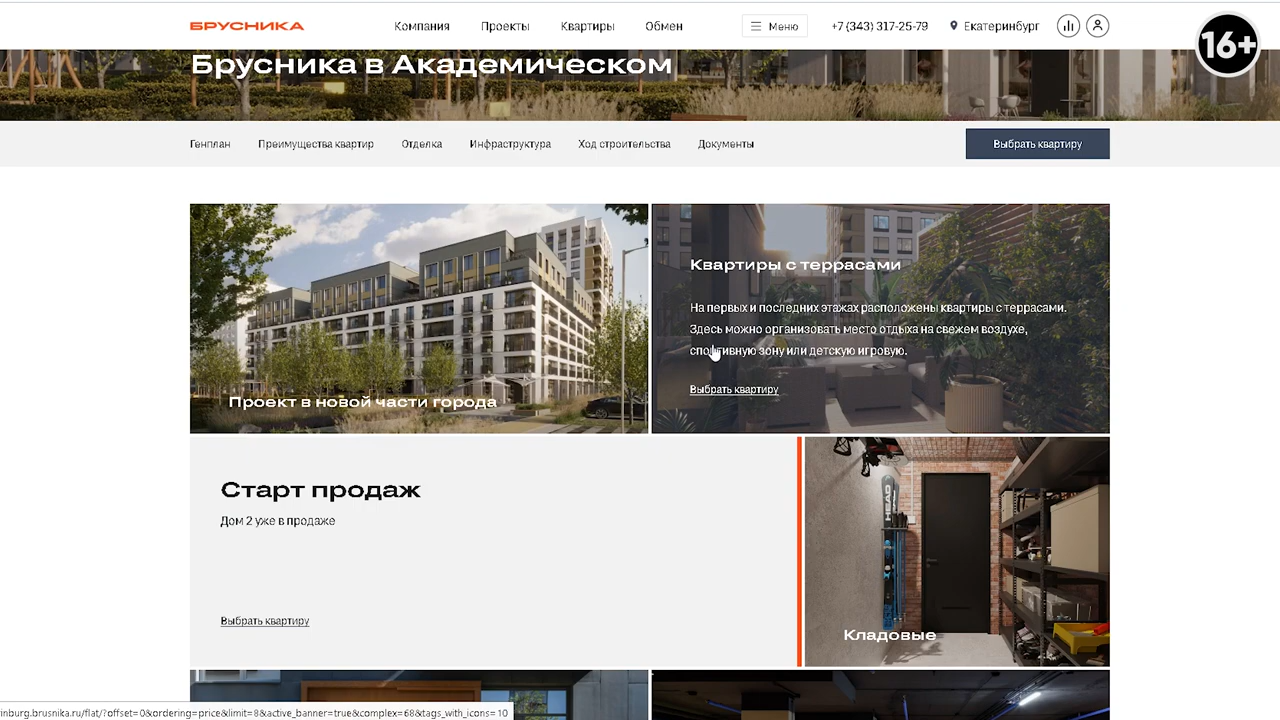 БРУСНИКА
Компания
Проекты
Квартиры
Обмен
Меню
+7 (343) 317-25-79
Екатеринбург
16+
Брусника в Академическом
Генплан
Преимущества квартир
Отделка
Инфраструктура
Ход строительства
Документы
Выбрать квартиру
Проект в новой части города
Квартиры с террасами
На первых и последних этажах расположены квартиры с террасами.
Здесь можно организовать место отдыха на свежем воздухе,
спортивную зону или детскую игровую.
Выбрать квартиру
Старт продаж
Дом 2 уже в продаже
Выбрать квартиру
HEAD
Кладовые
inburg.brusnika.ru/flat/?offset=0&ordering=price&limit=8&active_banner=true&complex=68&tags_with_icons=10